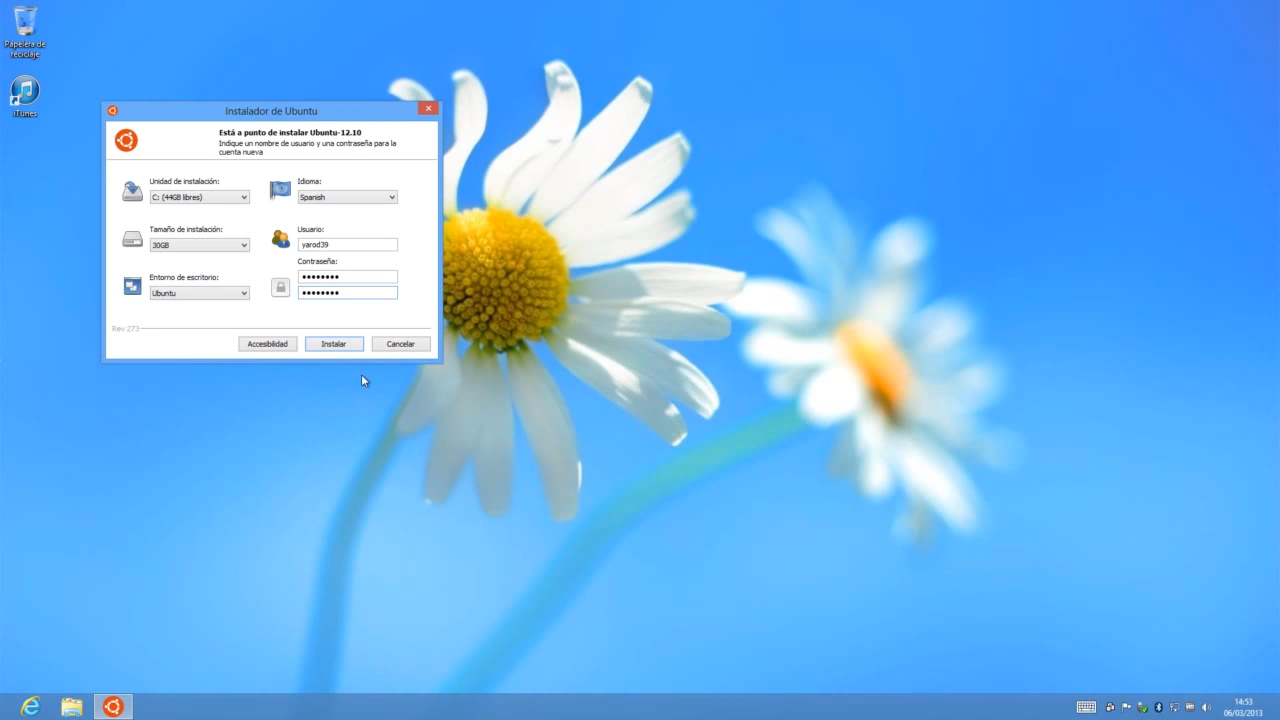 Papelera de
reciclaje
iTunes
Instalador de Ubuntu
Está a punto de instalar Ubuntu-12.10
Indique un nombre de usuario y una contraseña para la
cuenta nueva
Unidad de instalación:
C: (44GB libres)
Idioma:
Spanish
Tamaño de instalación:
30GB
Usuario:
yarod39
Contraseña:
••••••••
Entorno de escritorio:
Ubuntu
••••••••
Rev 273
Accesibilidad
Instalar
Cancelar
14:53
06/03/2013